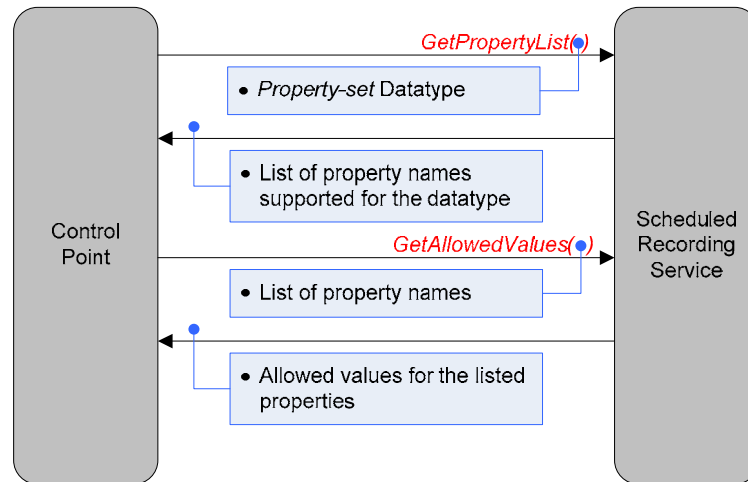 GetPropertyList( )
• Property-set Datatype
• List of property names
supported for the datatype
Control
Point
Scheduled
Recording
Service
GetAllowedValues( )
• List of property names
• Allowed values for the listed
properties